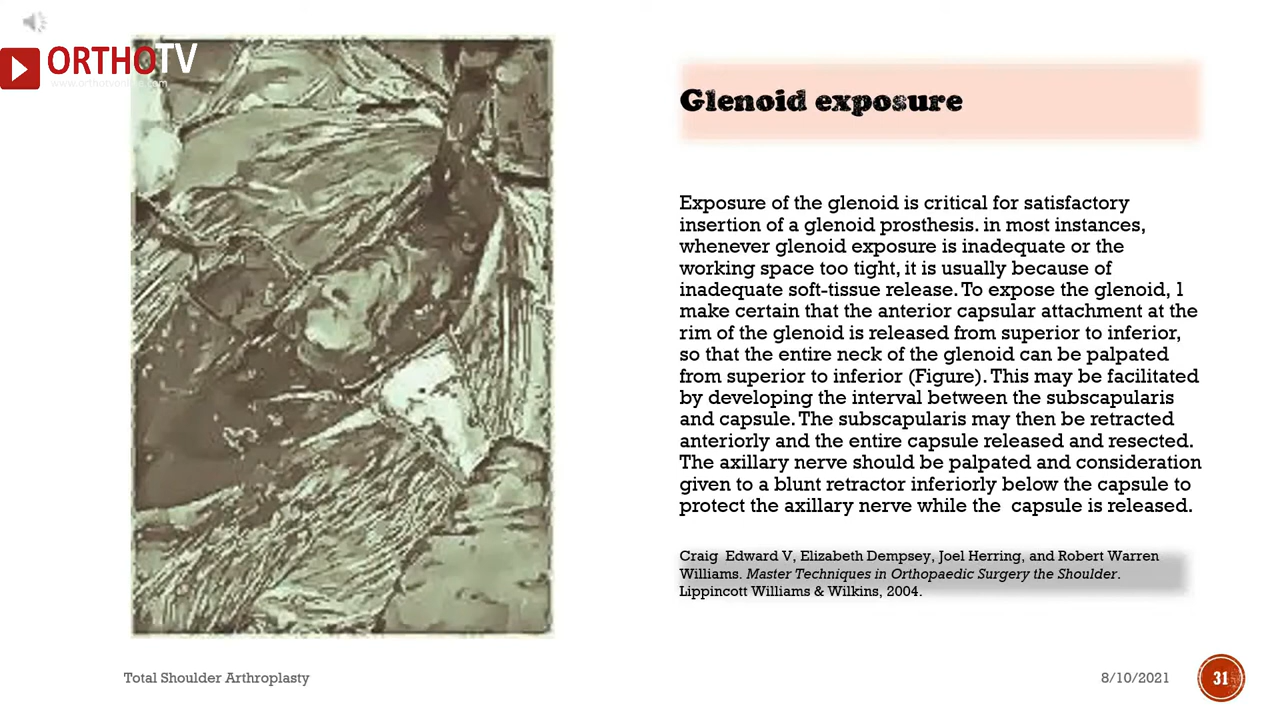 ORTHOTV
Glenoid exposure
Exposure of the glenoid is critical for satisfactory
insertion of a glenoid prosthesis. in most instances,
whenever glenoid exposure is inadequate or the
working space too tight, it is usually because of
inadequate soft-tissue release. To expose the glenoid, I
make certain that the anterior capsular attachment at the
rim of the glenoid is released from superior to inferior,
so that the entire neck of the glenoid can be palpated
from superior to inferior (Figure). This may be facilitated
by developing the interval between the subscapularis
and capsule. The subscapularis may then be retracted
anteriorly and the entire capsule released and resected.
The axillary nerve should be palpated and consideration
given to a blunt retractor inferiorly below the capsule to
protect the axillary nerve while the  capsule is released.
Craig  Edward V, Elizabeth Dempsey, Joel Herring, and Robert Warren
Williams. Master Techniques in Orthopaedic Surgery the Shoulder.
Lippincott Williams & Wilkins, 2004.
Total Shoulder Arthroplasty
8/10/2021
31